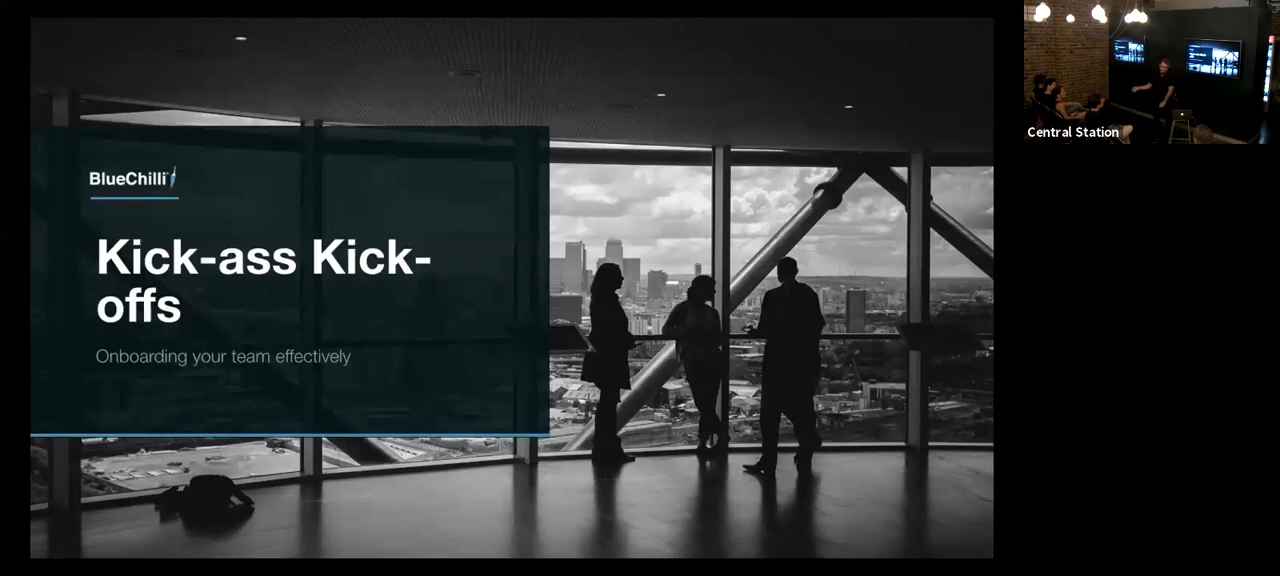 BlueChilli
Kick-ass Kick-
offs
Onboarding your team effectively
Central Station